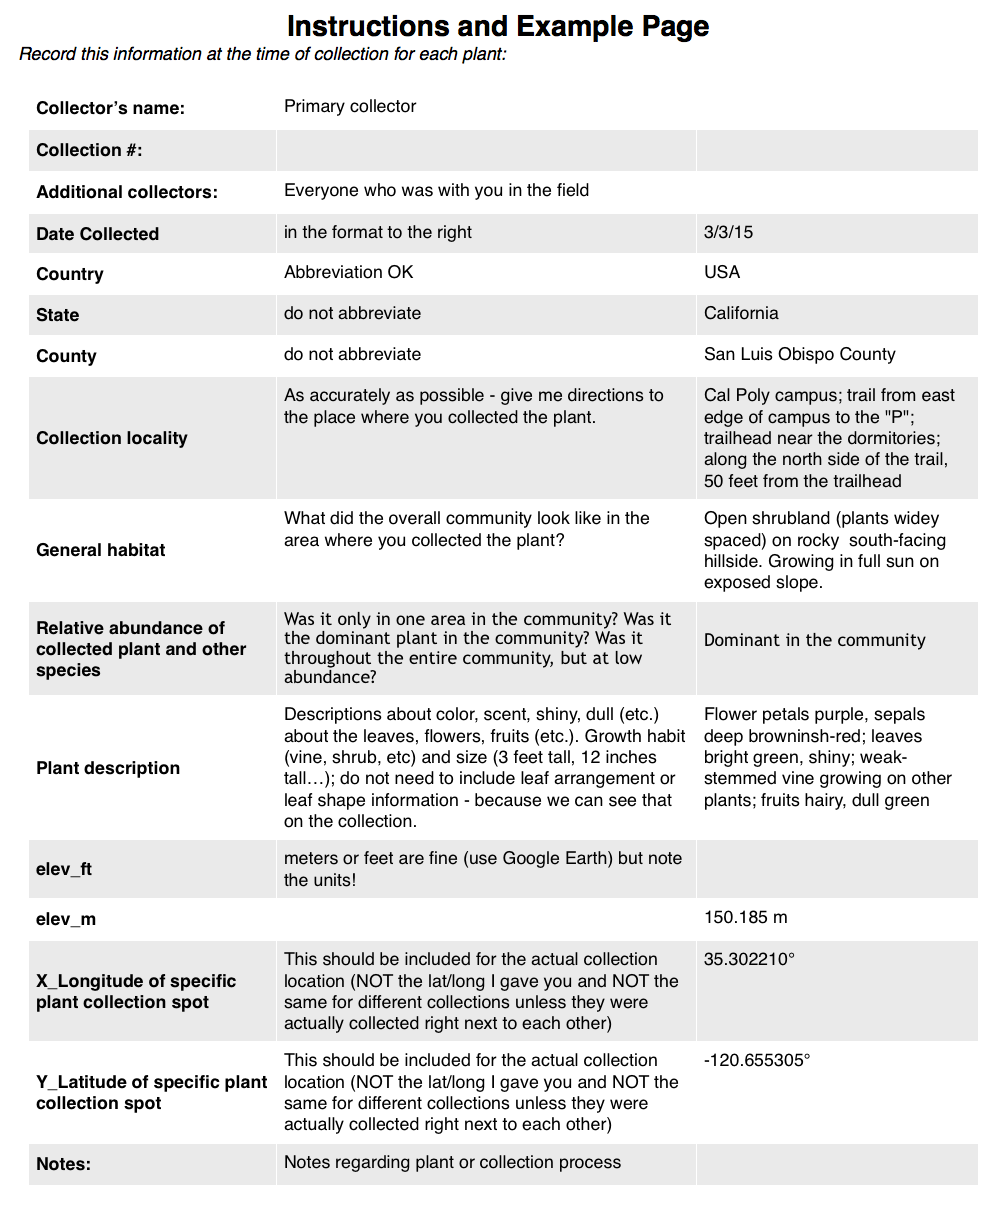 Instructions and Example Page
Record this information at the time of collection for each plant:
Collector's name:
Primary collector
Collection #:
Additional collectors:
Everyone who was with you in the field
Date Collected
in the format to the right
3/3/15
Country
Abbreviation OK
USA
State
do not abbreviate
California
County
do not abbreviate
San Luis Obispo County
Collection locality
As accurately as possible - give me directions to
the place where you collected the plant.
Cal Poly campus; trail from east
edge of campus to the "P";
trailhead near the dormitories;
along the north side of the trail,
50 feet from the trailhead
General habitat
What did the overall community look like in the
area where you collected the plant?
Open shrubland (plants widey
spaced) on rocky  south-facing
hillside. Growing in full sun on
exposed slope.
Relative abundance of
collected plant and other
species
Was it only in one area in the community? Was it
the dominant plant in the community? Was it
throughout the entire community, but at low
abundance?
Dominant in the community
Plant description
Descriptions about color, scent, shiny, dull (etc.)
about the leaves, flowers, fruits (etc.). Growth habit
(vine, shrub, etc) and size (3 feet tall, 12 inches
tall…); do not need to include leaf arrangement or
leaf shape information - because we can see that
on the collection.
Flower petals purple, sepals
deep browninsh-red; leaves
bright green, shiny; weak-
stemmed vine growing on other
plants; fruits hairy, dull green
elev_ft
meters or feet are fine (use Google Earth) but note
the units!
elev_m
150.185 m
X_Longitude of specific
plant collection spot
This should be included for the actual collection
location (NOT the lat/long I gave you and NOT the
same for different collections unless they were
actually collected right next to each other)
35.302210°
Y_Latitude of specific plant
collection spot
This should be included for the actual collection
location (NOT the lat/long I gave you and NOT the
same for different collections unless they were
actually collected right next to each other)
-120.655305°
Notes:
Notes regarding plant or collection process